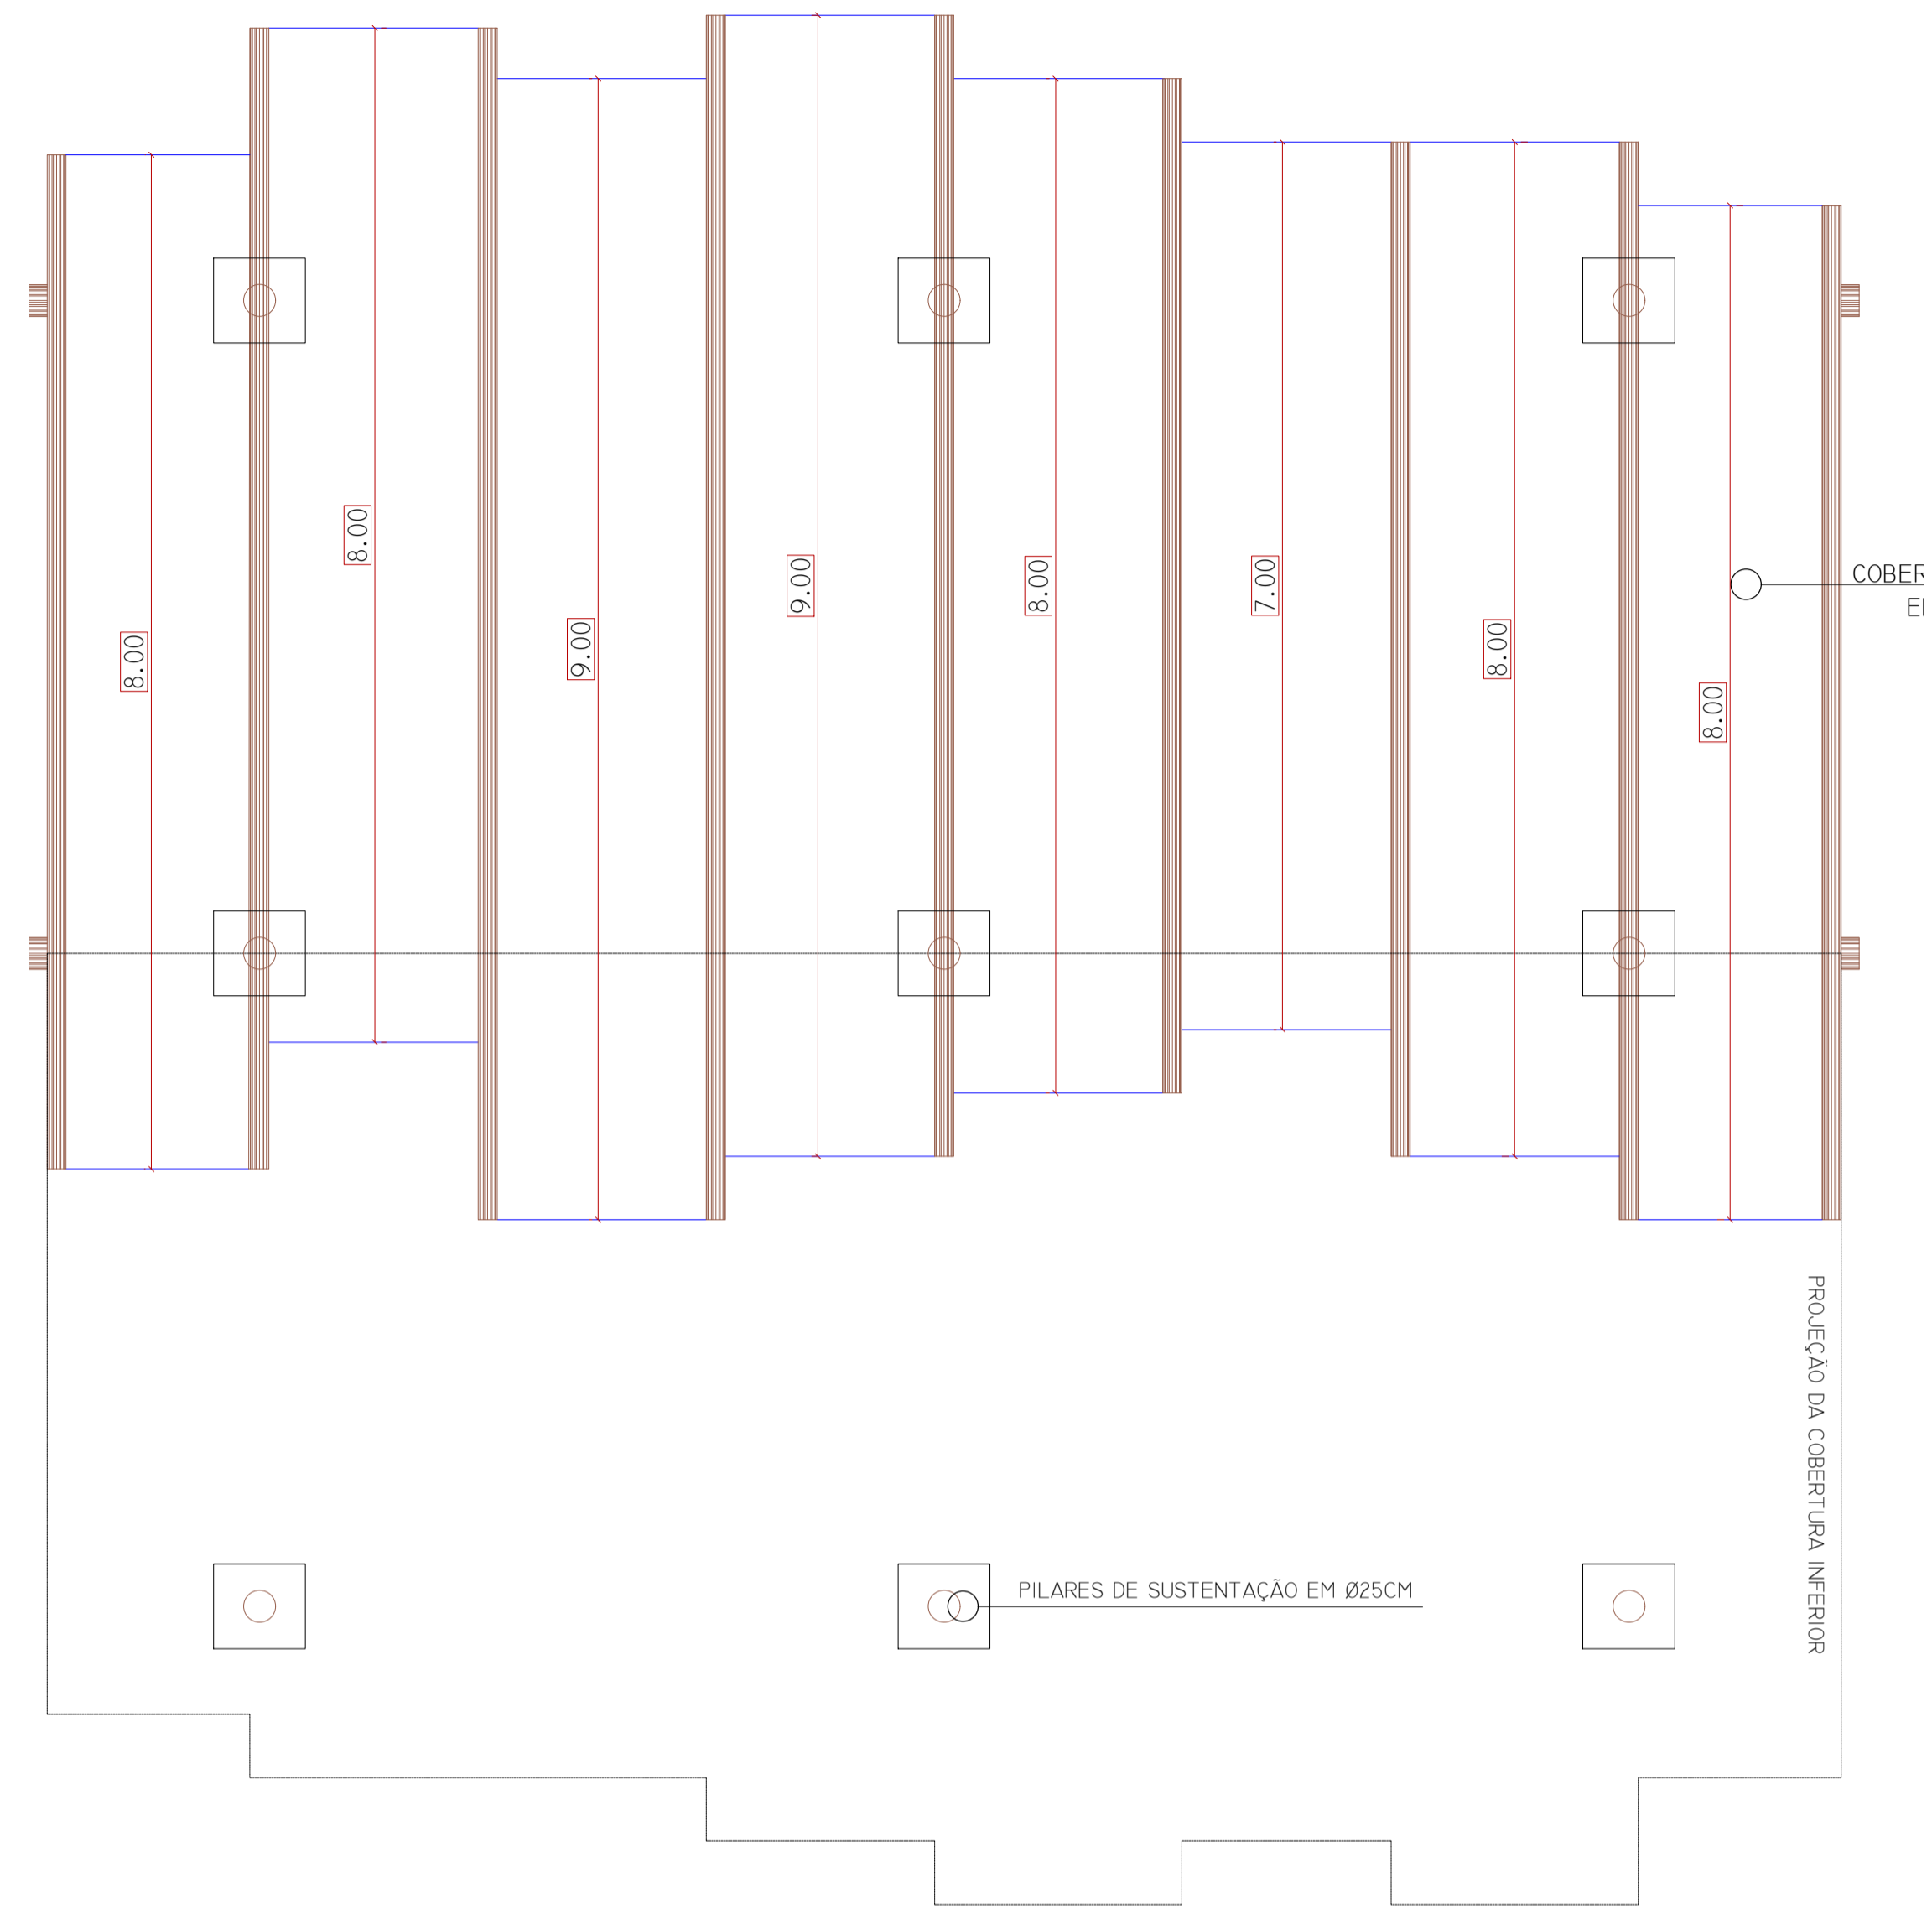 8.00
8.00
9.00
9.00
8.00
7.00
8.00
8.00
COBER
PROJEÇÃO DA COBERTURA INFERIOR
PILARES DE SUSTENTAÇÃO EM Ø25CM